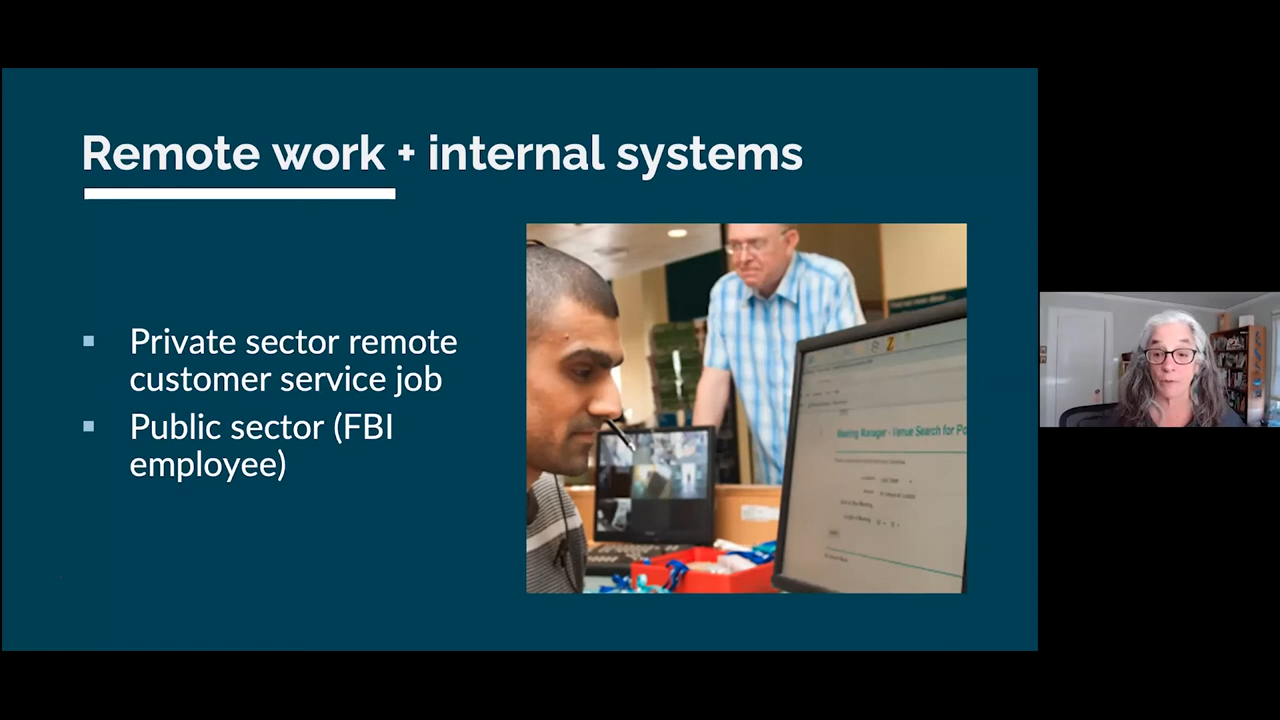 Remote work + internal systems
Private sector remote
customer service job
Public sector (FBI
employee)
Meeting Manager - Venue Search for